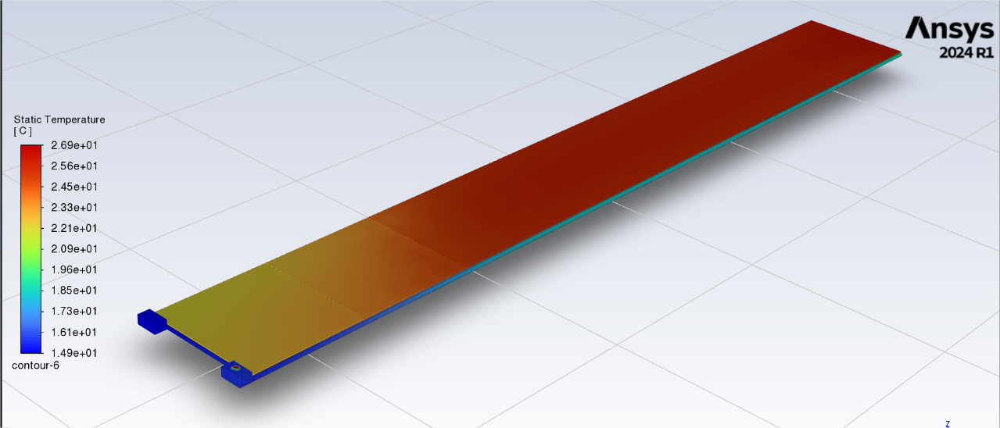 Ansys
2024 R1
Static Temperature
[ C ]
2.69e+01
2.56e+01
2.45e+01
2.33e+01
2.21e+01
2.09e+01
1.96e+01
1.85e+01
1.73e+01
1.61e+01
1.49e+01
contour-6
Z